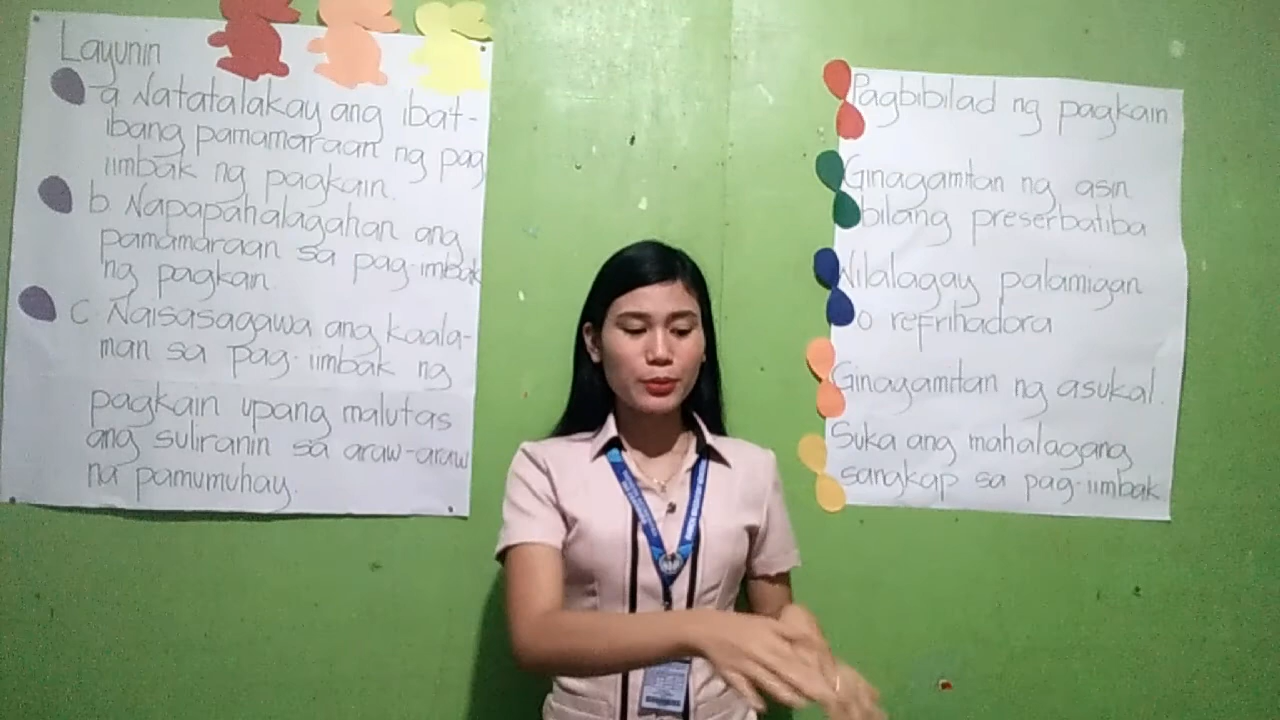 Layunin
a Natatalakay ang ibat-
ibang pamamaraan ng pag
iimbak ng pagkain.
b. Napapahalagahan ang
pamamaraan sa pag-iimbak
ng pagkain.
c. Naisasagawa ang kaala-
man sa pag-iimbak ng
pagkain upang malutas
ang suliranin sa araw-araw
na pamumuhay.
Pagbibilad ng pagkain
Ginagamitan ng asin
bilang preserbatiba
Nilalagay palamigan
o refrihadora
Ginagamitan ng asukal.
Suka ang mahalagang
sangkap sa pag-iimbak